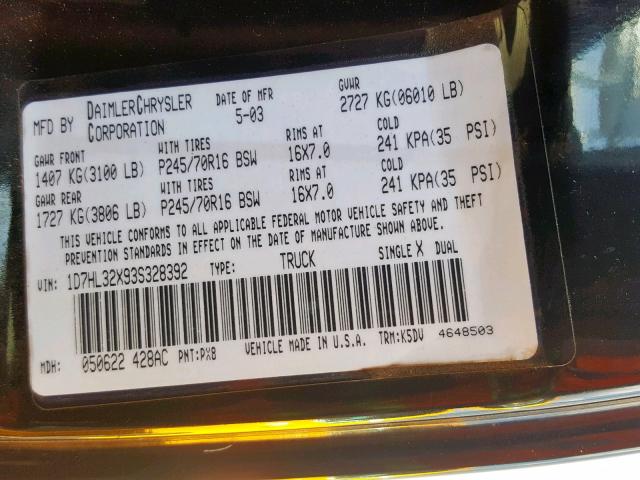 MFD BY DAIMLERCHRYSLER CORPORATION DATE OF MFR 5-03 GVWR 2727 KG(06010 LB)
GAWR FRONT WITH TIRES RIMS AT COLD
1407 KG(3100 LB) P245/70R16 BSW 16X7.0 241 KPA(35 PSI)
GAWR REAR WITH TIRES RIMS AT COLD
1727 KG(3806 LB) P245/70R16 BSW 16X7.0 241 KPA(35 PSI)
THIS VEHICLE CONFORMS TO ALL APPLICABLE FEDERAL MOTOR VEHICLE SAFETY AND THEFT
PREVENTION STANDARDS IN EFFECT ON THE DATE OF MANUFACTURE SHOWN ABOVE.
VIN: 1D7HL32X93S328392 TYPE: TRUCK SINGLE X DUAL
MDH: 050622 428AC PNT:PX8 VEHICLE MADE IN U.S.A. TRM:K5DV 4648503